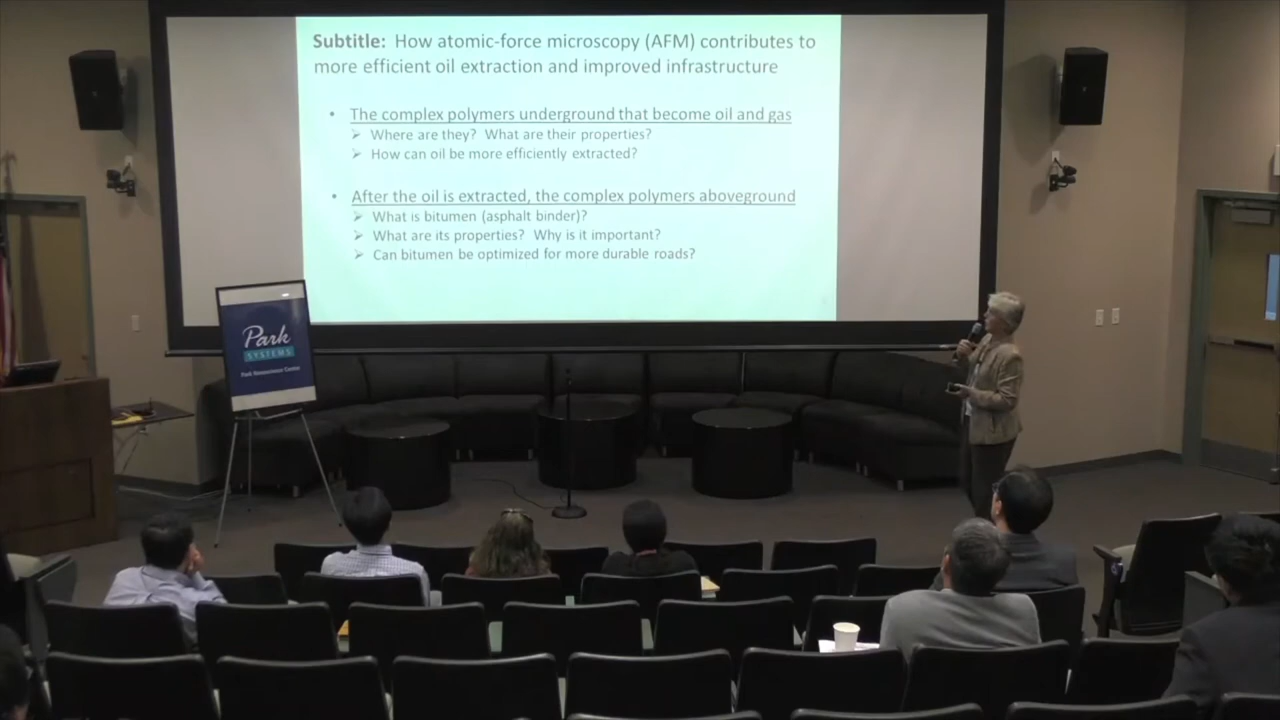 Subtitle: How atomic-force microscopy (AFM) contributes to
more efficient oil extraction and improved infrastructure
• The complex polymers underground that become oil and gas
➢ Where are they? What are their properties?
➢ How can oil be more efficiently extracted?
• After the oil is extracted, the complex polymers aboveground
➢ What is bitumen (asphalt binder)?
➢ What are its properties? Why is it important?
➢ Can bitumen be optimized for more durable roads?
Park
SYSTEMS
Park Nanoscience Center